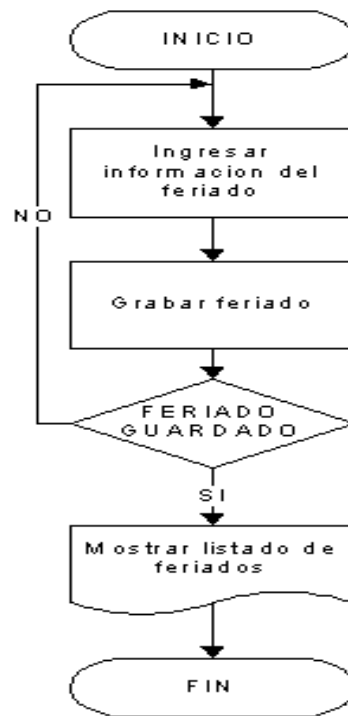 INICIO
Ingresar
informacion del
feriado
NO
Grabar feriado
FERIADO
GUARDADO
SI
Mostrar listado de
feriados
FIN